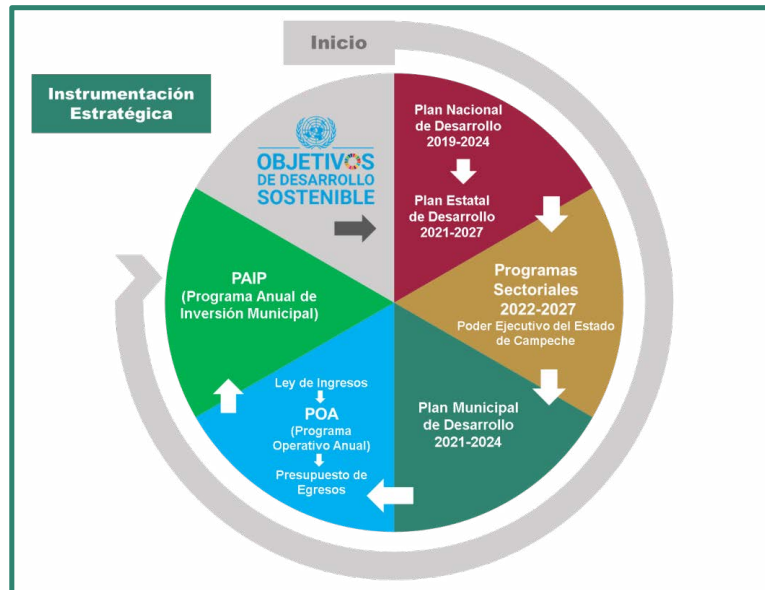 Inicio
Instrumentación
Estratégica
OBJETIVOS
DE DESARROLLO
SOSTENIBLE
Plan Nacional
de Desarrollo
2019-2024
Plan Estatal
de Desarrollo
2021-2027
Programas
Sectoriales
2022-2027
Poder Ejecutivo del Estado
de Campeche
Plan Municipal
de Desarrollo
2021-2024
Ley de Ingresos
POA
(Programa
Operativo Anual)
Presupuesto de
Egresos
PAIP
(Programa Anual de
Inversión Municipal)